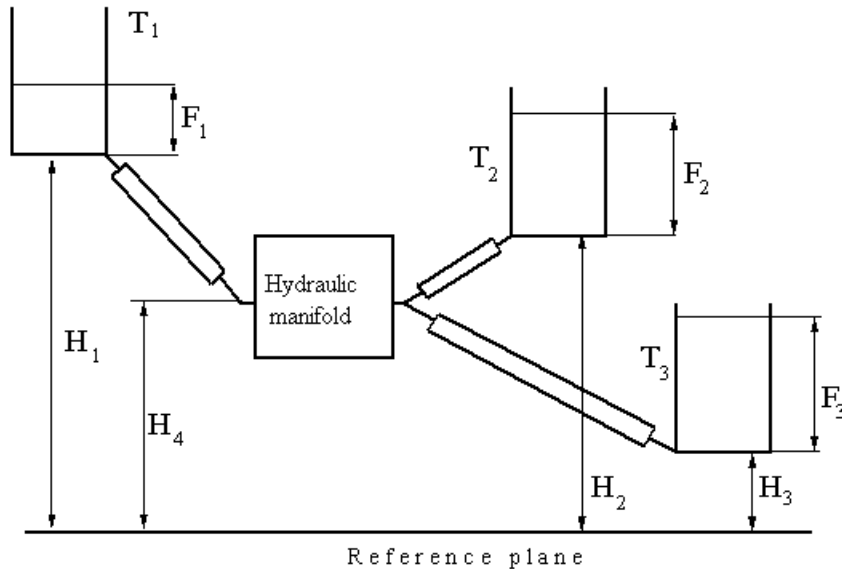 T₁
F₁
T₂
F₂
Hydraulic
manifold
H₁
T₃
F₃
H₄
H₂
H₃
Reference plane